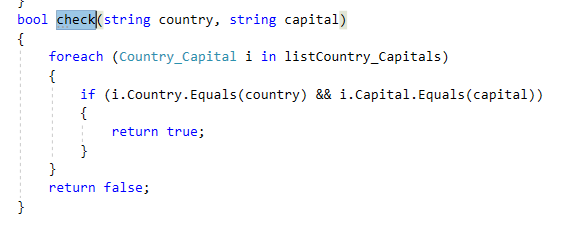 }
bool check(string country, string capital)
{
foreach (Country_Capital i in listCountry_Capitals)
{
if (i.Country.Equals(country) && i.Capital.Equals(capital))
{
return true;
}
}
return false;
}